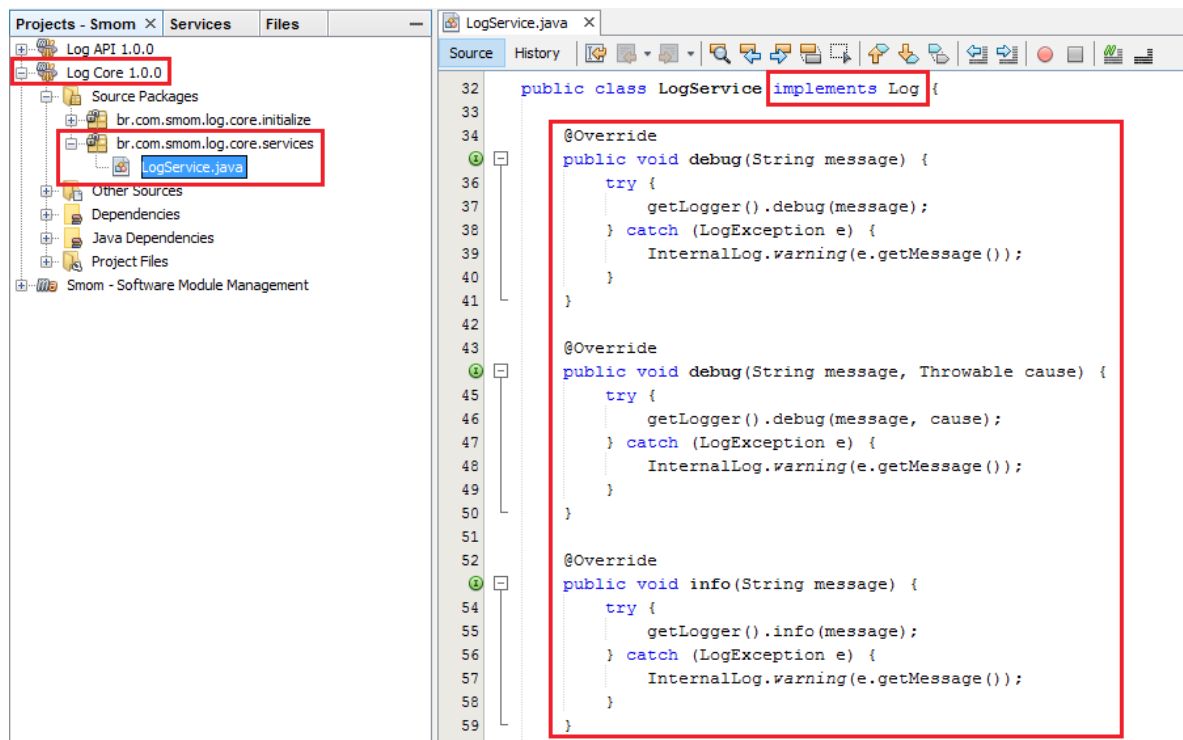 Projects - Smom
Services
Files
Log API 1.0.0
Log Core 1.0.0
Source Packages
br.com.smom.log.core.initialize
br.com.smom.log.core.services
LogService.java
Other Sources
Dependencies
Java Dependencies
Project Files
Smom - Software Module Management
LogService.java
Source
History
32 public class LogService implements Log {
33
34 @Override
public void debug(String message) {
36 try {
37 getLogger().debug(message);
38 } catch (LogException e) {
39 InternalLog.warning(e.getMessage());
40 }
41 }
42
43 @Override
public void debug(String message, Throwable cause) {
45 try {
46 getLogger().debug(message, cause);
47 } catch (LogException e) {
48 InternalLog.warning(e.getMessage());
49 }
50 }
51
52 @Override
public void info(String message) {
54 try {
55 getLogger().info(message);
56 } catch (LogException e) {
57 InternalLog.warning(e.getMessage());
58 }
59 }